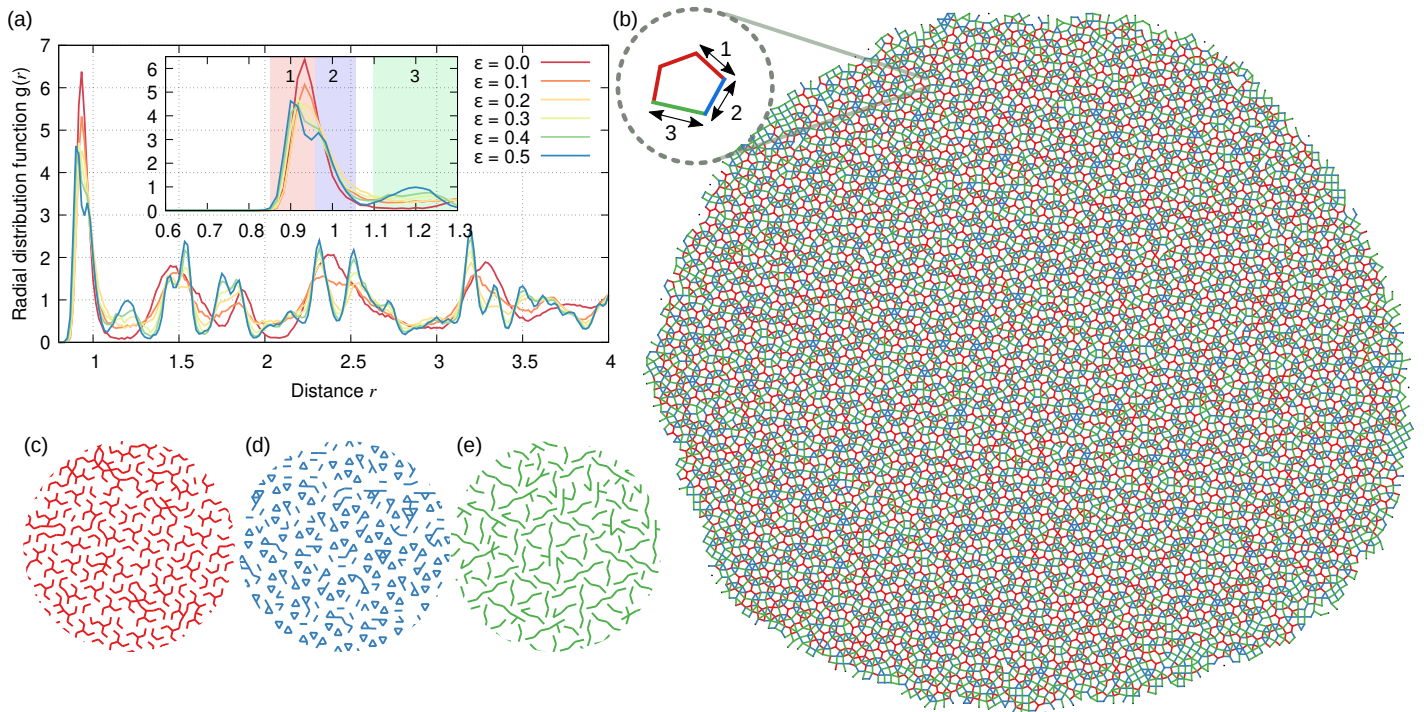 (a)
Radial distribution function g(r)
7
6
5
4
3
2
1
0
1
1.5
2
2.5
3
3.5
4
Distance r
6
5
4
3
2
1
0
0.6
0.7
0.8
0.9
1
1.1
1.2
1.3
1
2
3
ε = 0.0
ε = 0.1
ε = 0.2
ε = 0.3
ε = 0.4
ε = 0.5
(b)
1
2
3
(c)
(d)
(e)